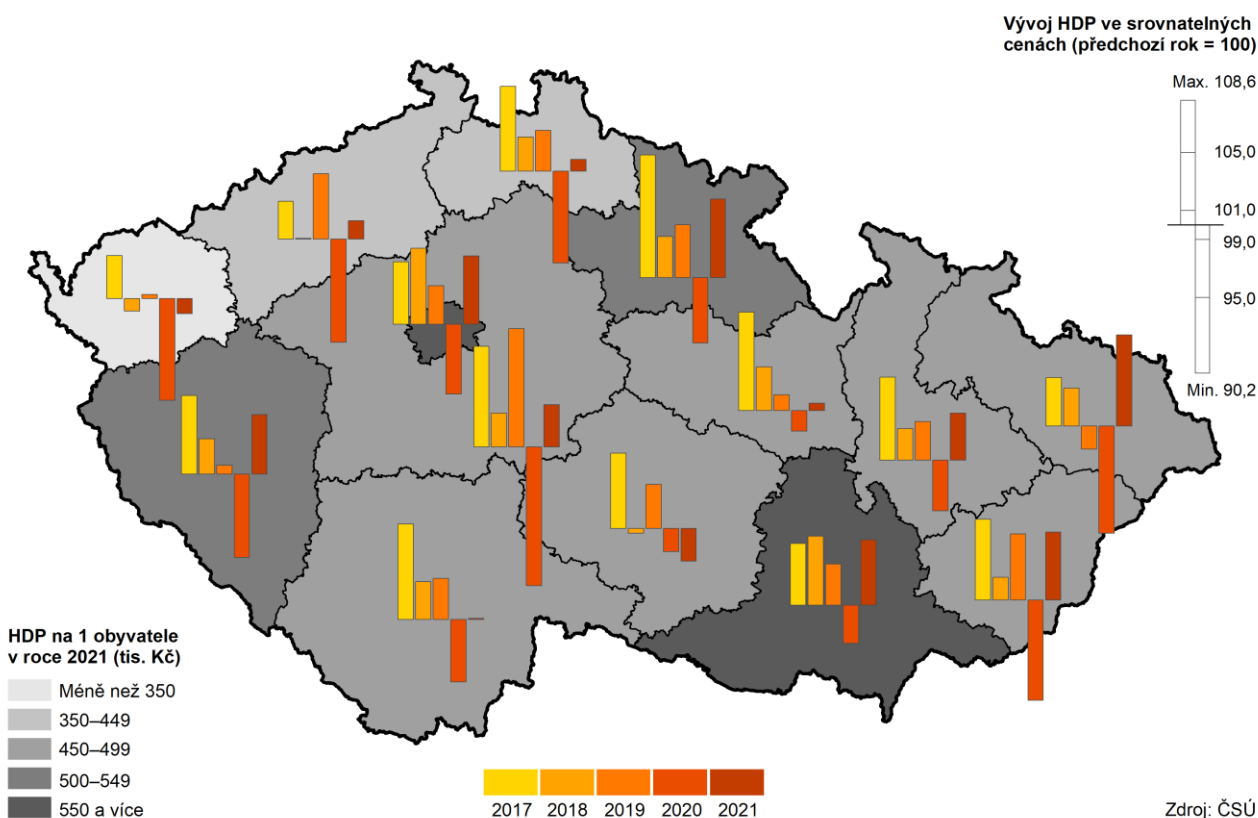 Vývoj HDP ve srovnatelných
cenách (předchozí rok = 100)
Max. 108,6
105,0
101,0
99,0
95,0
Min. 90,2
HDP na 1 obyvatele
v roce 2021 (tis. Kč)
Méně než 350
350–449
450–499
500–549
550 a více
2017 2018 2019 2020 2021
Zdroj: ČSÚ